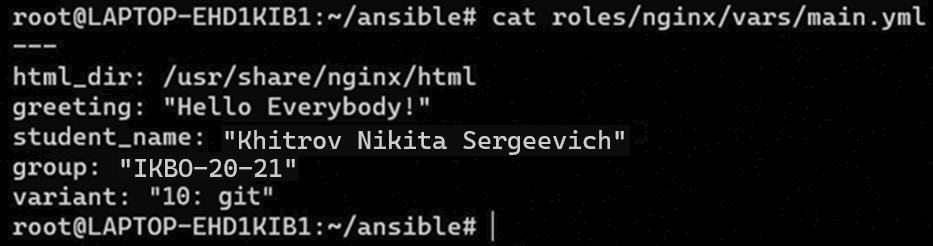 root@LAPTOP-EHD1KIB1:~/ansible# cat roles/nginx/vars/main.yml
---
html_dir: /usr/share/nginx/html
greeting: "Hello Everybody!"
student_name: "Khitrov Nikita Sergeevich"
group: "IKBO-20-21"
variant: "10: git"
root@LAPTOP-EHD1KIB1:~/ansible#